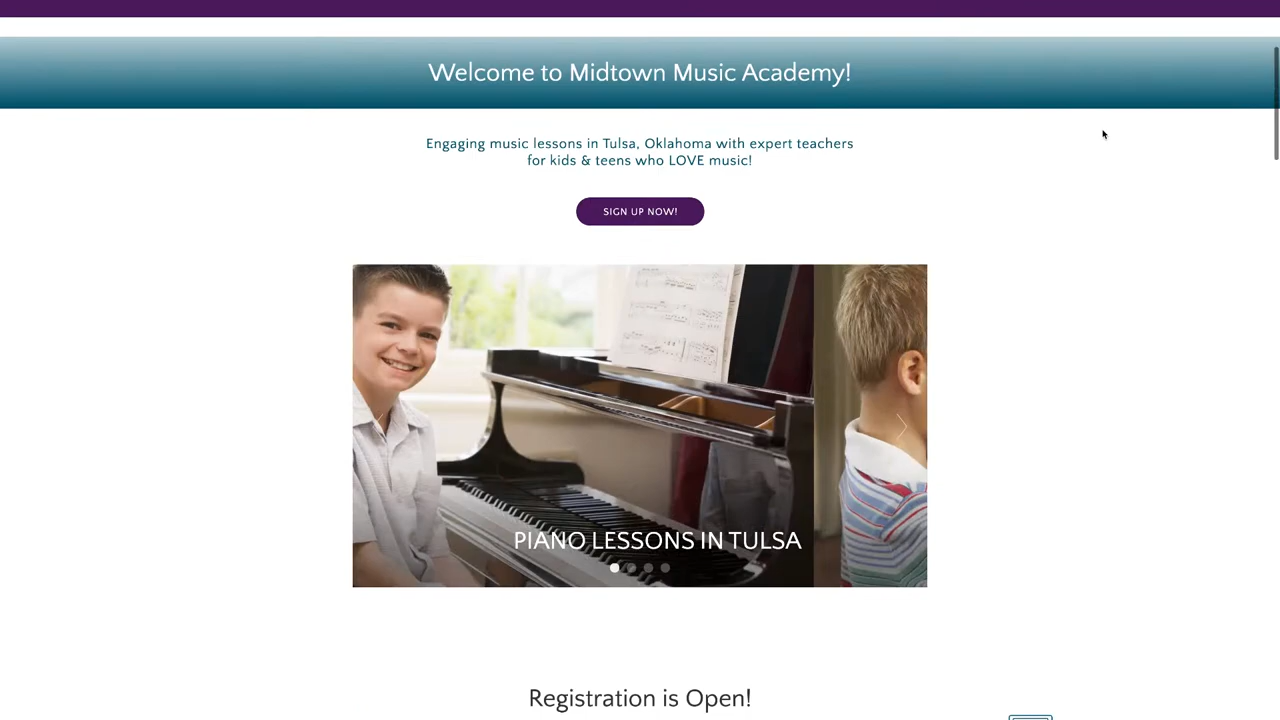 Welcome to Midtown Music Academy!
Engaging music lessons in Tulsa, Oklahoma with expert teachers
for kids & teens who LOVE music!
SIGN UP NOW!
PIANO LESSONS IN TULSA
Registration is Open!